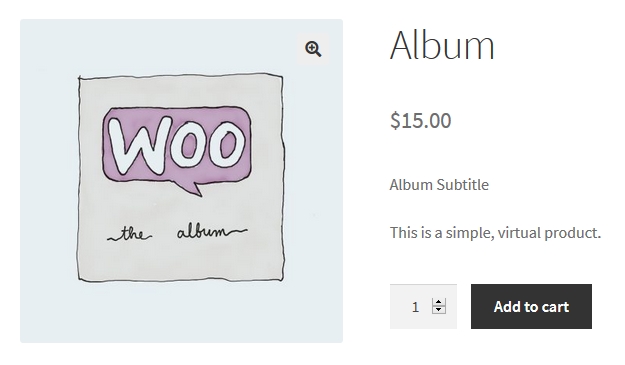 WOO
the album
Album
$15.00
Album Subtitle
This is a simple, virtual product.
1
Add to cart